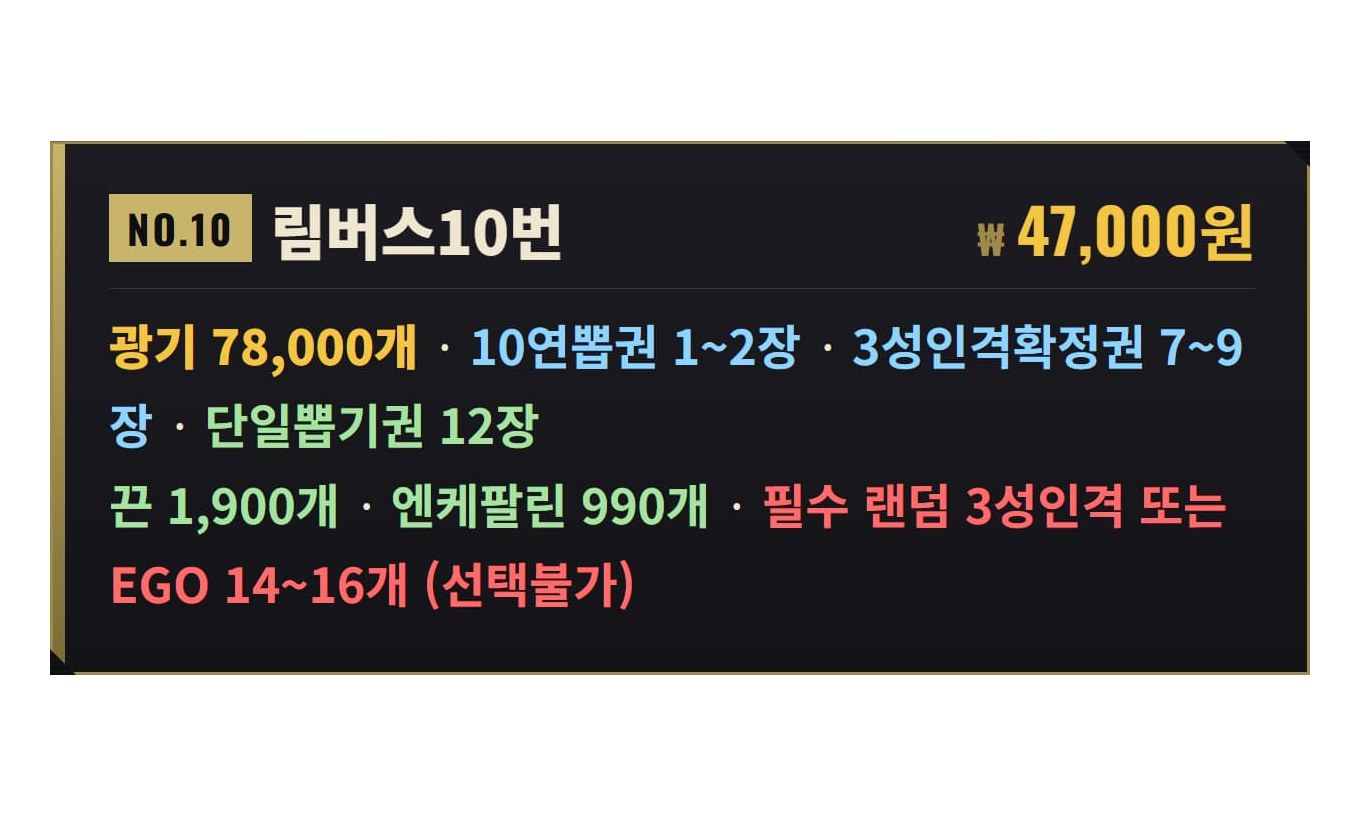 NO.10 림버스10번 ₩ 47,000원
광기 78,000개 · 10연뽑권 1~2장 · 3성인격확정권 7~9
장 · 단일뽑기권 12장
끈 1,900개 · 엔케팔린 990개 · 필수 랜덤 3성인격 또는
EGO 14~16개 (선택불가)